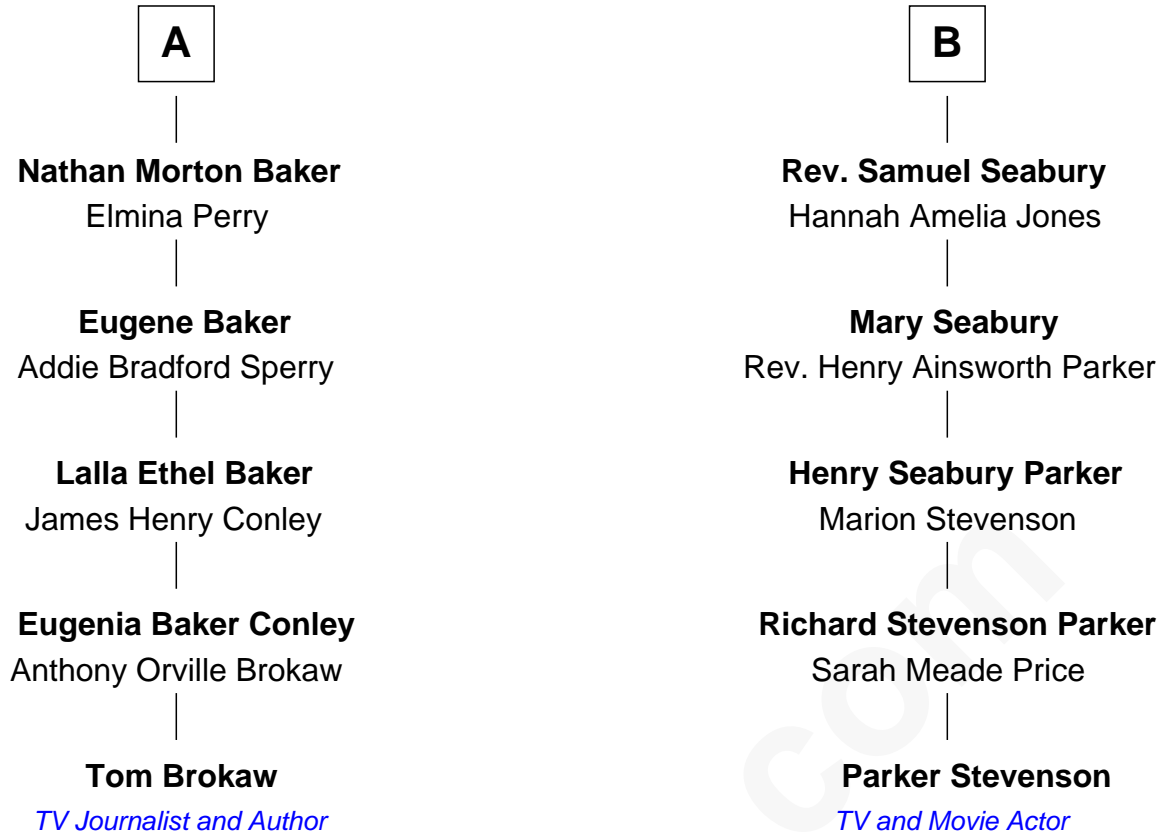 A
Nathan Morton Baker
Elmina Perry
Eugene Baker
Addie Bradford Sperry
Lalla Ethel Baker
James Henry Conley
Eugenia Baker Conley
Anthony Orville Brokaw
Tom Brokaw
TV Journalist and Author
B
Rev. Samuel Seabury
Hannah Amelia Jones
Mary Seabury
Rev. Henry Ainsworth Parker
Henry Seabury Parker
Marion Stevenson
Richard Stevenson Parker
Sarah Meade Price
Parker Stevenson
TV and Movie Actor
com